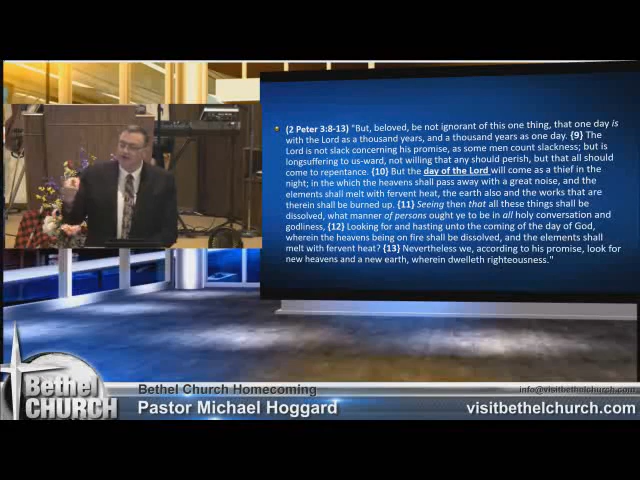 (2 Peter 3:8-13) "But, beloved, be not ignorant of this one thing, that one day is
with the Lord as a thousand years, and a thousand years as one day. {9} The
Lord is not slack concerning his promise, as some men count slackness; but is
longsuffering to us-ward, not willing that any should perish, but that all should
come to repentance. {10} But the day of the Lord will come as a thief in the
night; in the which the heavens shall pass away with a great noise, and the
elements shall melt with fervent heat, the earth also and the works that are
therein shall be burned up. {11} Seeing then that all these things shall be
dissolved, what manner of persons ought ye to be in all holy conversation and
godliness, {12} Looking for and hasting unto the coming of the day of God,
wherein the heavens being on fire shall be dissolved, and the elements shall
melt with fervent heat? {13} Nevertheless we, according to his promise, look for
new heavens and a new earth, wherein dwelleth righteousness."
Bethel
CHURCH
Bethel Church Homecoming
info@visitbethelchurch.com
Pastor Michael Hoggard
visitbethelchurch.com